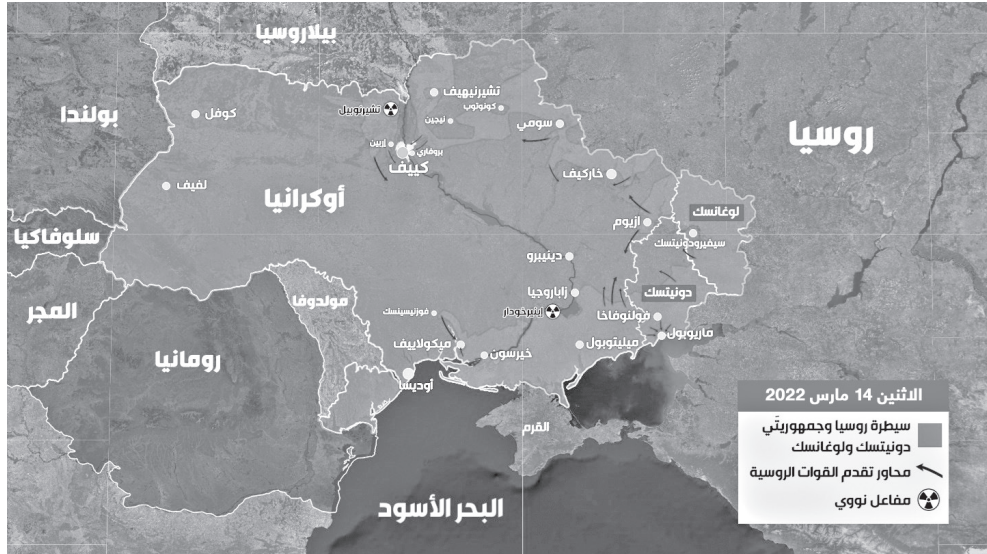 بيلاروسيا
روسيا
بولندا
تشيرنيهيف
كونوتوب
تشيرنوبيل
كوفل
نيجين
سومي
إربين
بروفاري
كييف
خاركيف
لفيف
أوكرانيا
لوغانسك
ازيوم
سيفيرودونيتسك
سلوفاكيا
دينيبرو
دونيتسك
زاباروجيا
مولدوفا
المجر
إينيرخودار
فولنوفاخا
فوزنيسينسك
ماريوبول
ميكولاييف
خيرسون
ميليتوبول
رومانيا
أوديسا
القرم
البحر الأسود
الاثنين 14 مارس 2022
سيطرة روسيا وجمهوريتَي
دونيتسك ولوغانسك
محاور تقدم القوات الروسية
مفاعل نووي